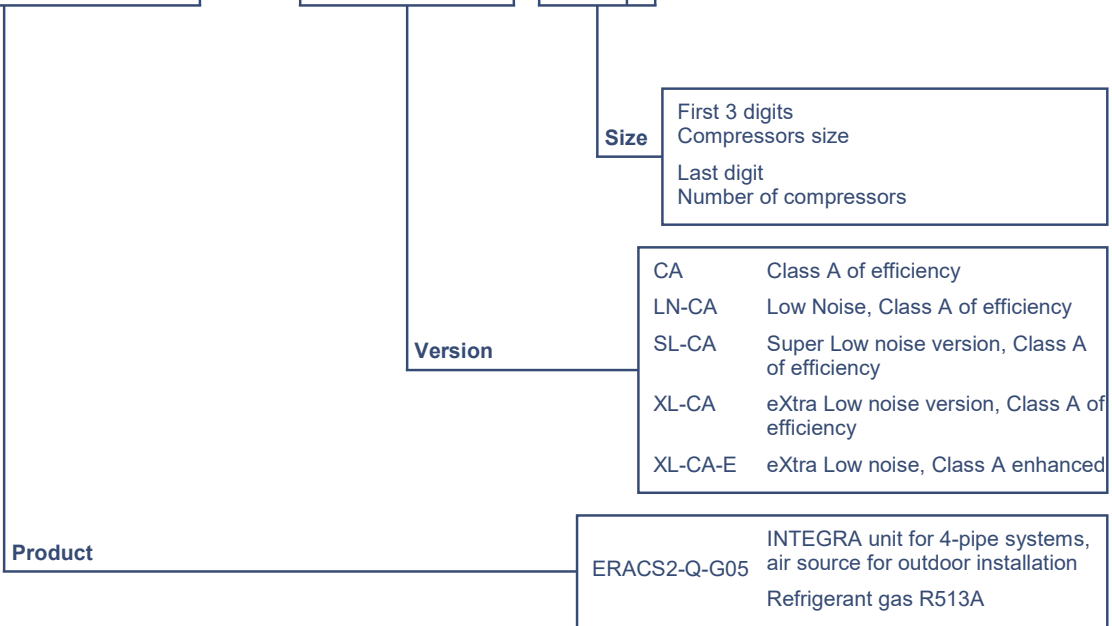 First 3 digits
Compressors size
Size
Last digit
Number of compressors
CA Class A of efficiency
LN-CA Low Noise, Class A of efficiency
Version
SL-CA Super Low noise version, Class A
of efficiency
XL-CA eXtra Low noise version, Class A of
efficiency
XL-CA-E eXtra Low noise, Class A enhanced
Product
INTEGRA unit for 4-pipe systems,
ERACS2-Q-G05 air source for outdoor installation
Refrigerant gas R513A